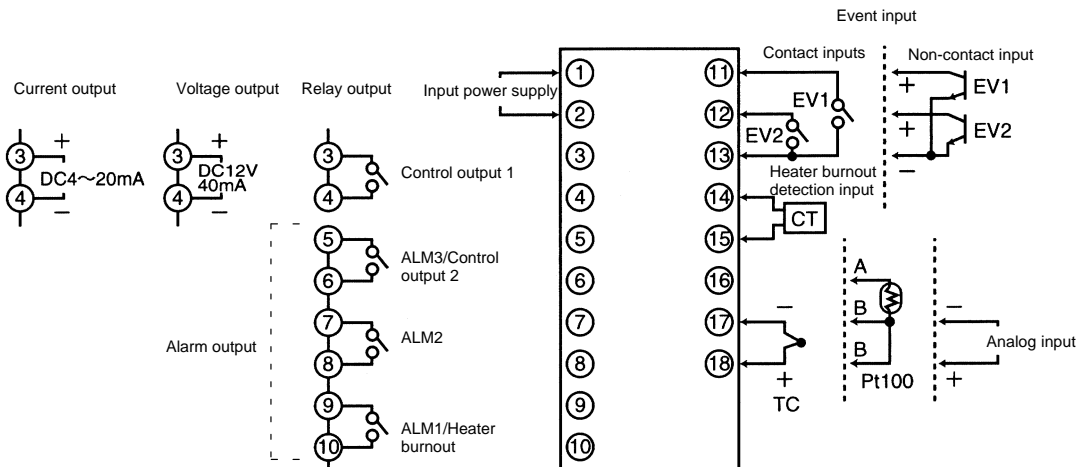 Event input
Contact inputs
Non-contact input
Current output
Voltage output
Relay output
Input power supply
1
2
3
4
5
6
7
8
9
10
11
12
13
14
15
16
17
18
EV1
EV2
+
EV1
+
EV2
−
3
+
DC4～20mA
4
−
3
+
DC12V
40mA
4
−
3
4
Control output 1
Heater burnout
detection input
CT
Alarm output
5
6
ALM3/Control
output 2
7
8
ALM2
9
10
ALM1/Heater
burnout
−
+
TC
A
B
B
Pt100
−
+
Analog input